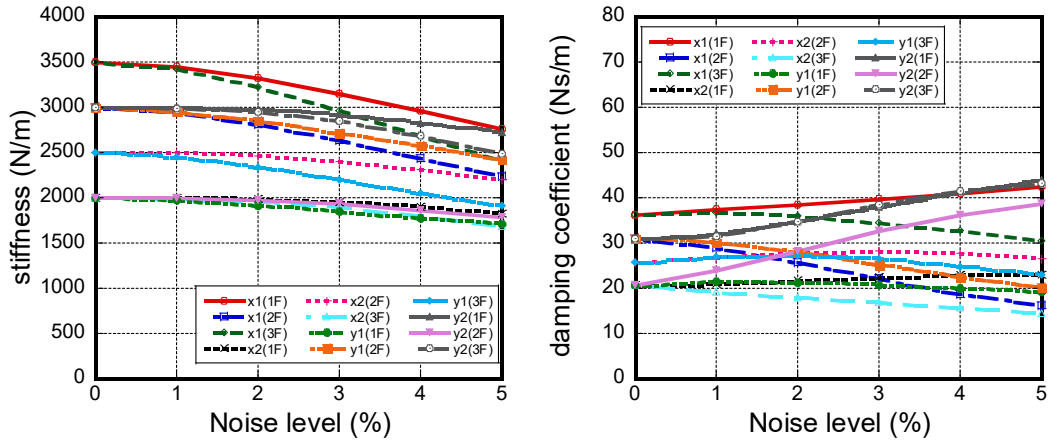 4000
3500
3000
2500
2000
1500
1000
500
0
stiffness (N/m)
x1(1F) x2(2F) y1(3F)
x1(2F) x2(3F) y2(1F)
x1(3F) y1(1F) y2(2F)
x2(1F) y1(2F) y2(3F)
0 1 2 3 4 5
Noise level (%)
80
70
60
50
40
30
20
10
0
damping coefficient (Ns/m)
x1(1F) x2(2F) y1(3F)
x1(2F) x2(3F) y2(1F)
x1(3F) y1(1F) y2(2F)
x2(1F) y1(2F) y2(3F)
0 1 2 3 4 5
Noise level (%)